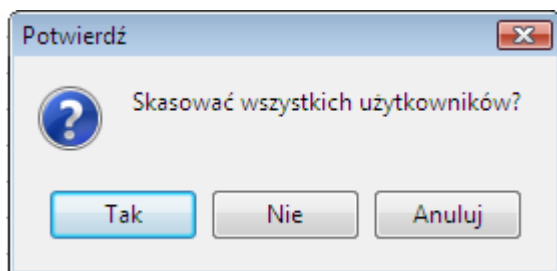 Potwierdź
Skasować wszystkich użytkowników?
Tak
Nie
Anuluj